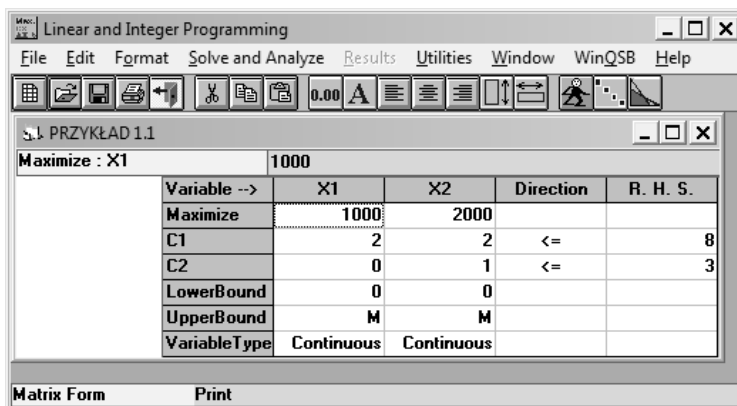 Linear and Integer Programming
File Edit Format Solve and Analyze Results Utilities Window WinQSB Help
0.00 A
PRZYKŁAD 1.1
Maximize : X1 1000
Variable --> X1 X2 Direction R. H. S.
Maximize 1000 2000
C1 2 2 <= 8
C2 0 1 <= 3
LowerBound 0 0
UpperBound M M
VariableType Continuous Continuous
Matrix Form Print